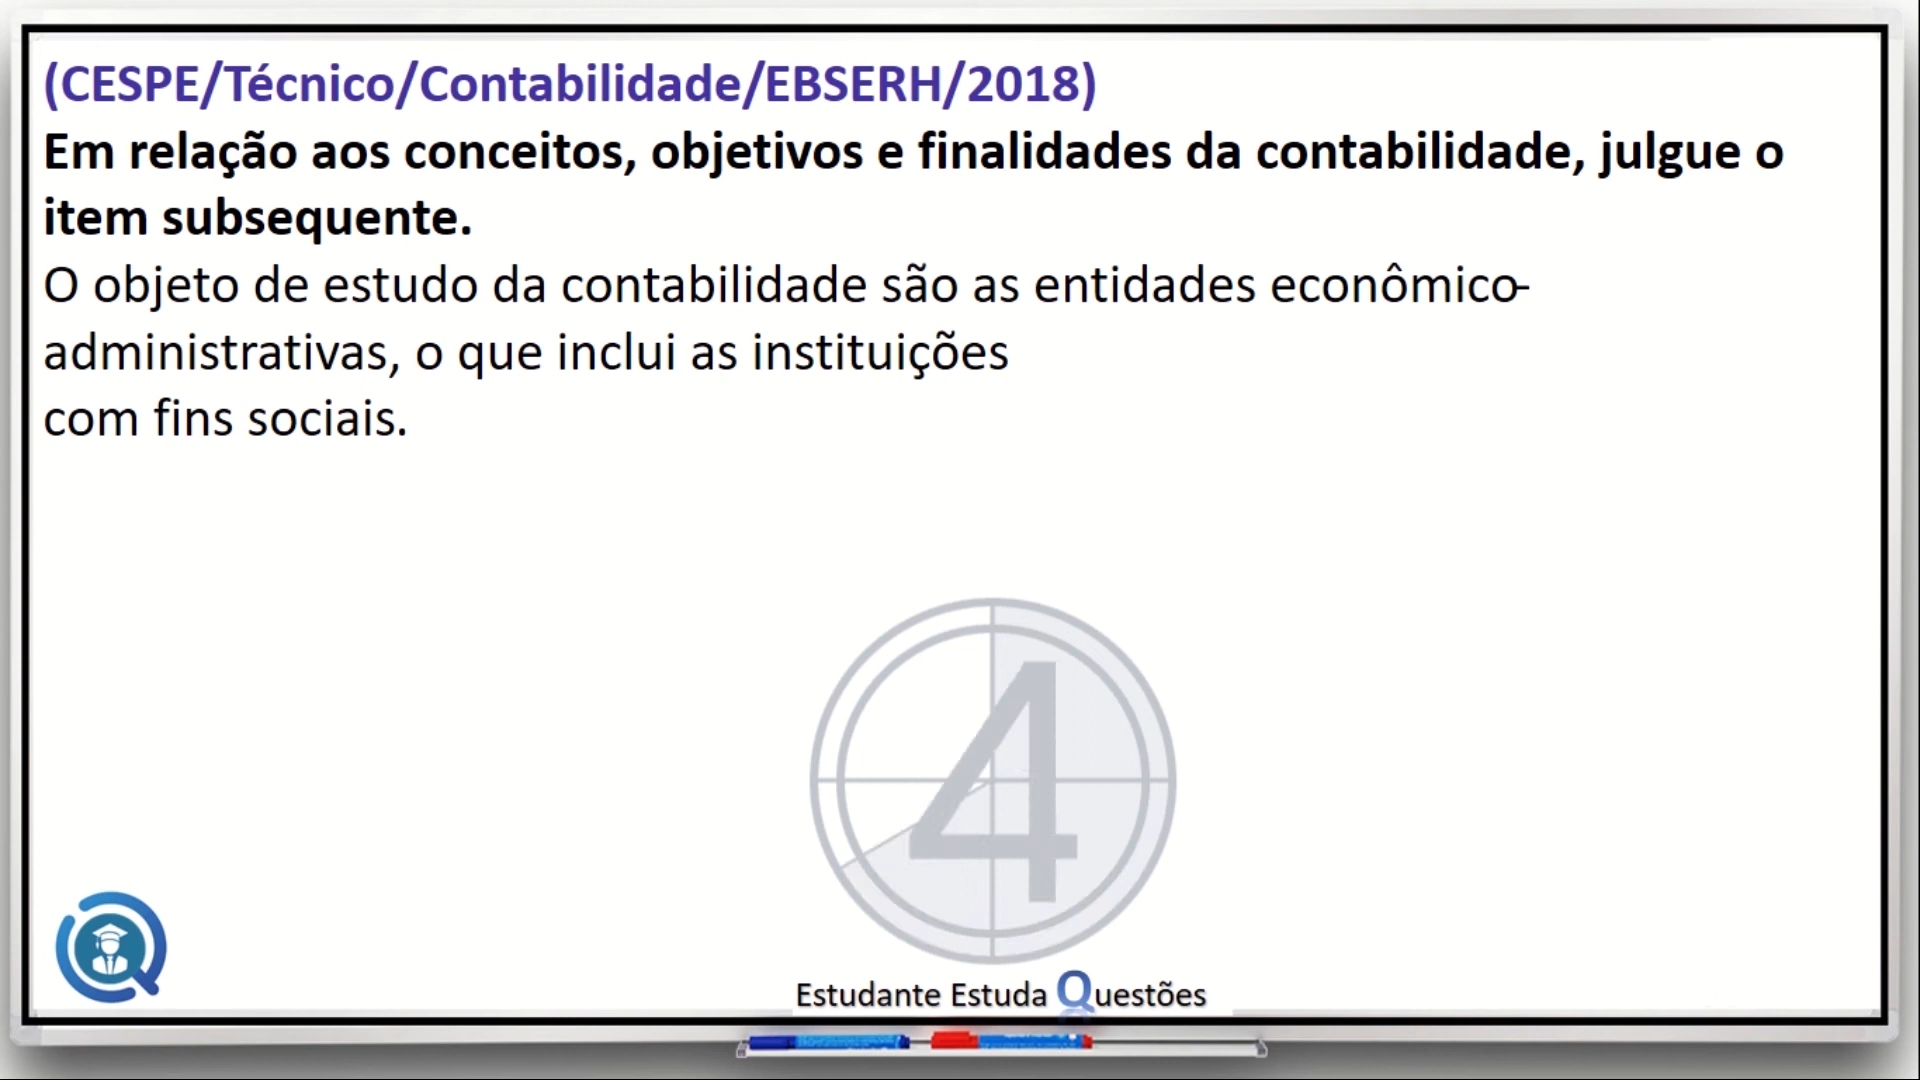 (CESPE/Técnico/Contabilidade/EBSERH/2018)
Em relação aos conceitos, objetivos e finalidades da contabilidade, julgue o
item subsequente.
O objeto de estudo da contabilidade são as entidades econômico-
administrativas, o que inclui as instituições
com fins sociais.
4
Estudante Estuda Questões